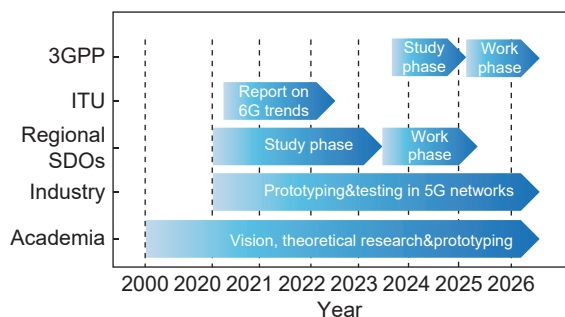 3GPP
Study
phase
Work
phase
ITU
Report on
6G trends
Regional
SDOs
Study phase
Work
phase
Industry
Prototyping&testing in 5G networks
Academia
Vision, theoretical research&prototyping
2000 2020 2021 2022 2023 2024 2025 2026
Year